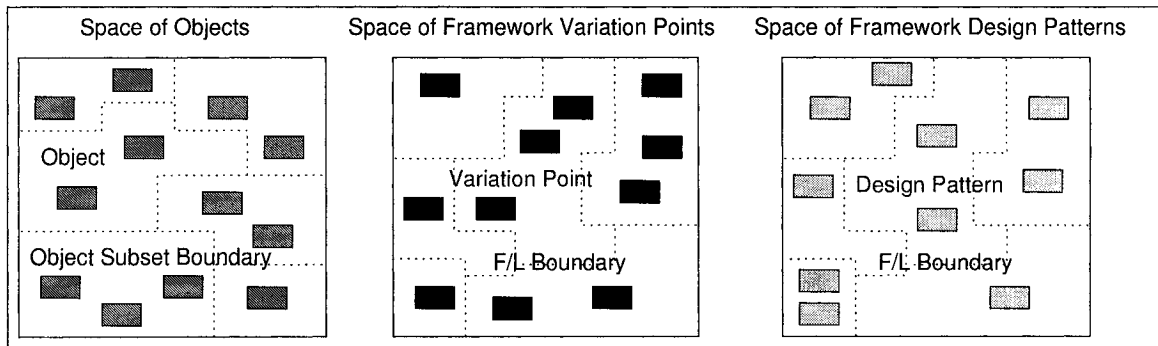 Space of Objects
Space of Framework Variation Points
Space of Framework Design Patterns
Object
Variation Point
Design Pattern
Object Subset Boundary
F/L Boundary
F/L Boundary